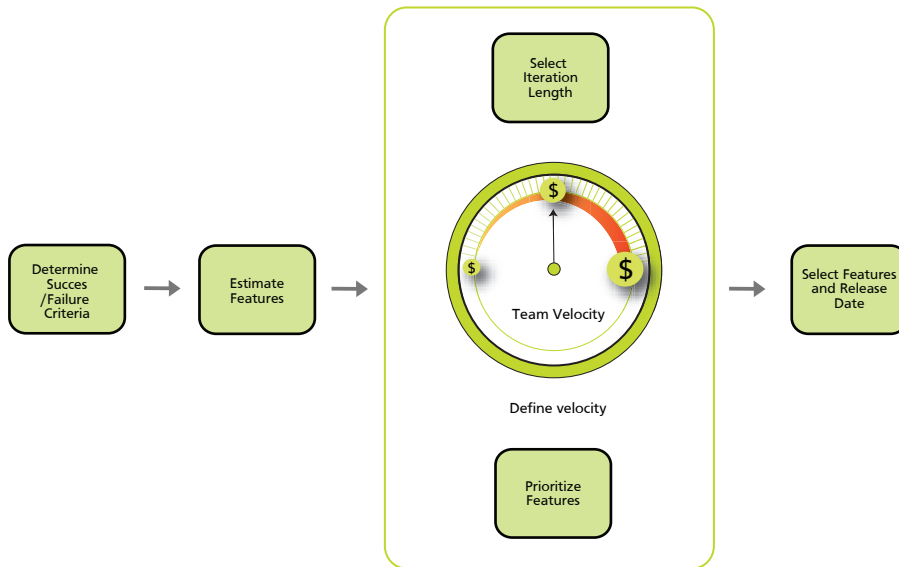 Determine
Succes
/Failure
Criteria
Estimate
Features
Select
Iteration
Length
$
$
$
Team Velocity
Define velocity
Prioritize
Features
Select Features
and Release
Date